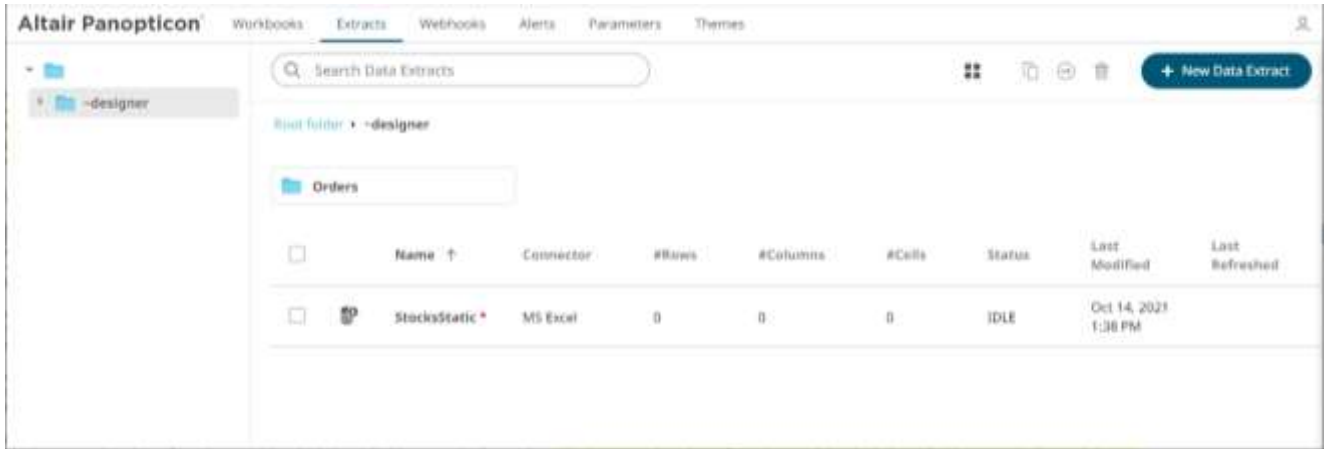 Altair Panopticon Workbooks Extracts Webhooks Alerts Parameters Themes
Search Data Extracts
+ New Data Extract
~designer
Root folder ▸ ~designer
Orders
Name ↑ Connector #Rows #Columns #Cells Status Last Modified Last Refreshed
StocksStatic * MS Excel 0 0 0 IDLE Oct 14, 2021 1:38 PM